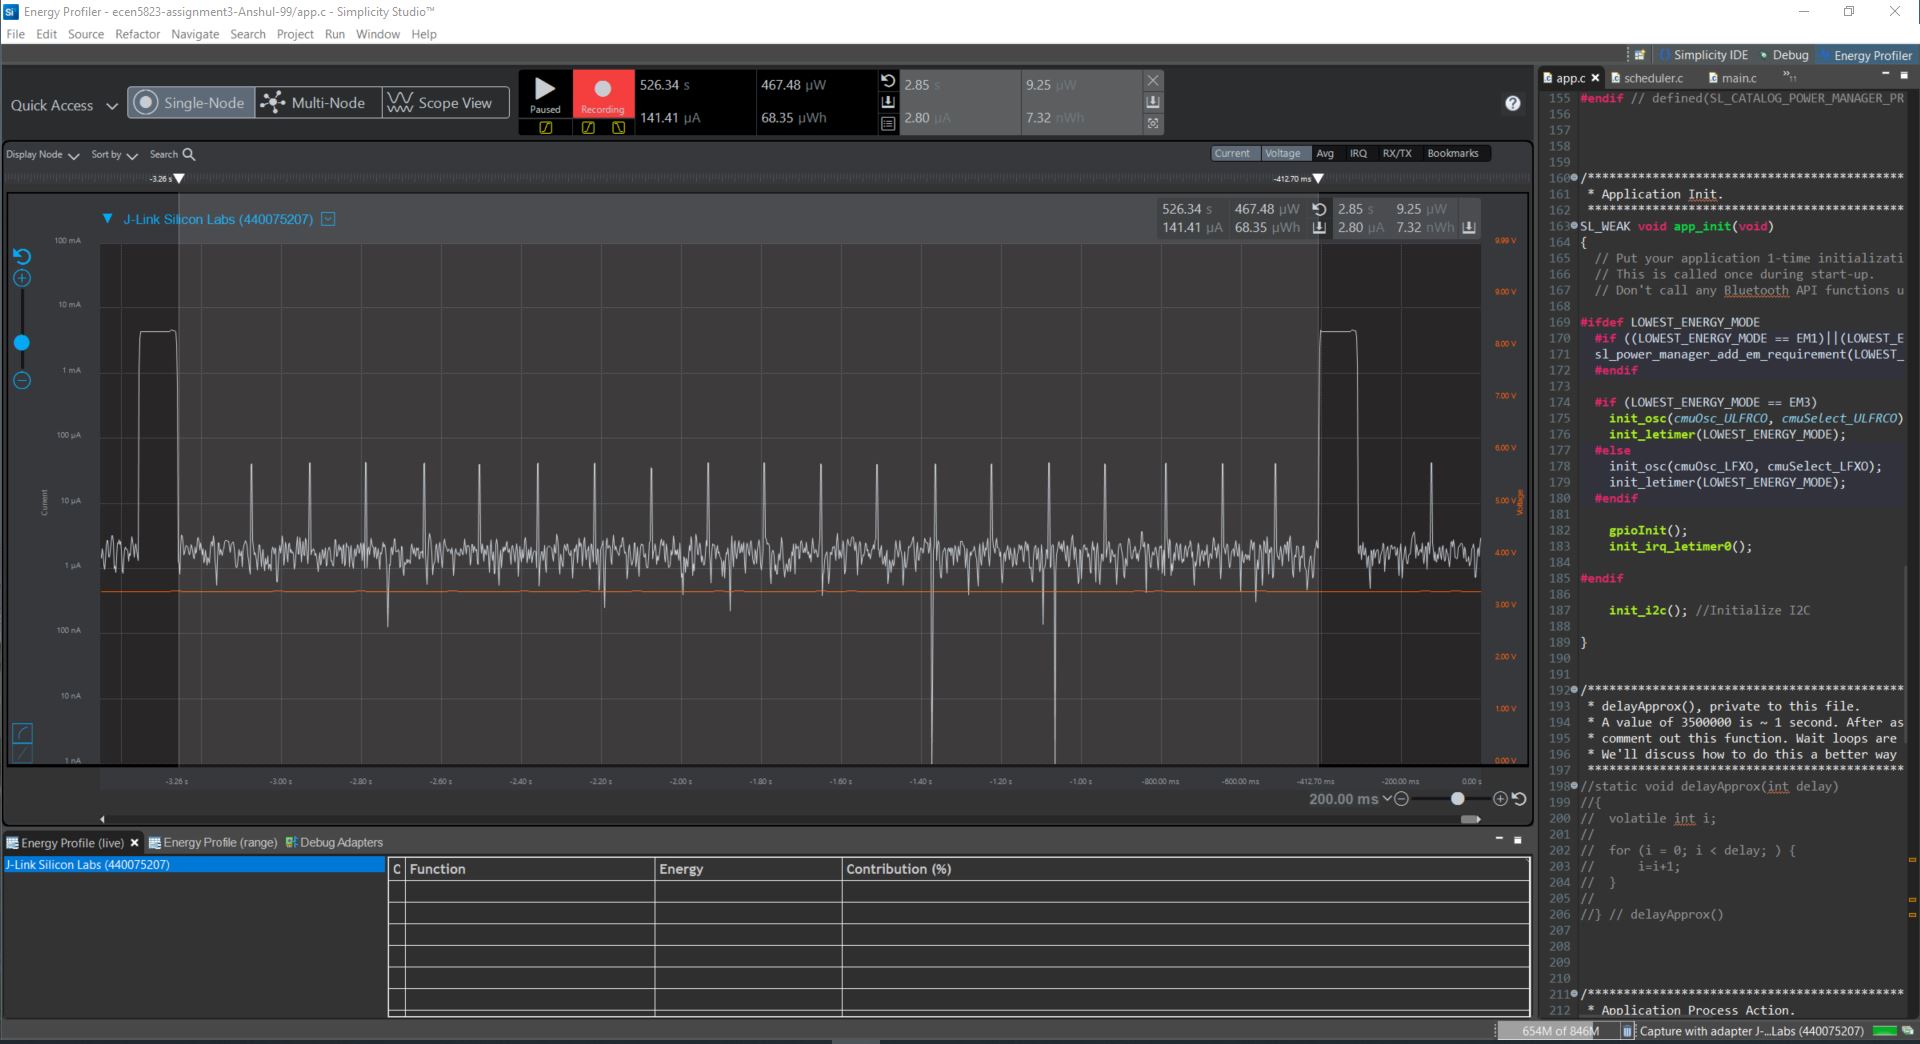 Energy Profiler - ecen5823-assignment3-Anshul-99/app.c - Simplicity Studio™
File Edit Source Refactor Navigate Search Project Run Window Help
Simplicity IDE Debug Energy Profiler
Quick Access Single-Node Multi-Node Scope View
Paused Recording
526.34 s 467.48 µW 2.85 s 9.25 µW
141.41 µA 68.35 µWh 2.80 µA 7.32 nWh
Display Node Sort by Search
Current Voltage Avg IRQ RX/TX Bookmarks
-3.26 s -412.70 ms
J-Link Silicon Labs (440075207)
526.34 s 467.48 µW 2.85 s 9.25 µW
141.41 µA 68.35 µWh 2.80 µA 7.32 nWh
100 mA
10 mA
1 mA
100 µA
10 µA
1 µA
100 nA
10 nA
1 nA
Current
9.99 V
9.00 V
8.00 V
7.00 V
6.00 V
5.00 V
4.00 V
3.00 V
2.00 V
1.00 V
0.00 V
Voltage
-3.26 s -3.00 s -2.80 s -2.60 s -2.40 s -2.20 s -2.00 s -1.80 s -1.60 s -1.40 s -1.20 s -1.00 s -800.00 ms -600.00 ms -412.70 ms -200.00 ms 0.00 s
200.00 ms
Energy Profile (live) Energy Profile (range) Debug Adapters
J-Link Silicon Labs (440075207)
C Function Energy Contribution (%)
app.c scheduler.c main.c »11
155 #endif // defined(SL_CATALOG_POWER_MANAGER_PR
156
157
158
159
160 /********************************************
161 * Application Init.
162 ********************************************
163 SL_WEAK void app_init(void)
164 {
165 // Put your application 1-time initializati
166 // This is called once during start-up.
167 // Don't call any Bluetooth API functions u
168
169 #ifdef LOWEST_ENERGY_MODE
170 #if ((LOWEST_ENERGY_MODE == EM1)||(LOWEST_E
171 sl_power_manager_add_em_requirement(LOWEST_
172 #endif
173
174 #if (LOWEST_ENERGY_MODE == EM3)
175 init_osc(cmuOsc_ULFRCO, cmuSelect_ULFRCO)
176 init_letimer(LOWEST_ENERGY_MODE);
177 #else
178 init_osc(cmuOsc_LFXO, cmuSelect_LFXO);
179 init_letimer(LOWEST_ENERGY_MODE);
180 #endif
181
182 gpioInit();
183 init_irq_letimer0();
184
185 #endif
186
187 init_i2c(); //Initialize I2C
188
189 }
190
191
192 /********************************************
193 * delayApprox(), private to this file.
194 * A value of 3500000 is ~ 1 second. After as
195 * comment out this function. Wait loops are
196 * We'll discuss how to do this a better way
197 ********************************************
198 //static void delayApprox(int delay)
199 //{
200 // volatile int i;
201 //
202 // for (i = 0; i < delay; ) {
203 // i=i+1;
204 // }
205 //
206 //} // delayApprox()
207
208
209
210
211 /********************************************
212 * Application Process Action.
654M of 846M Capture with adapter J-...Labs (440075207)